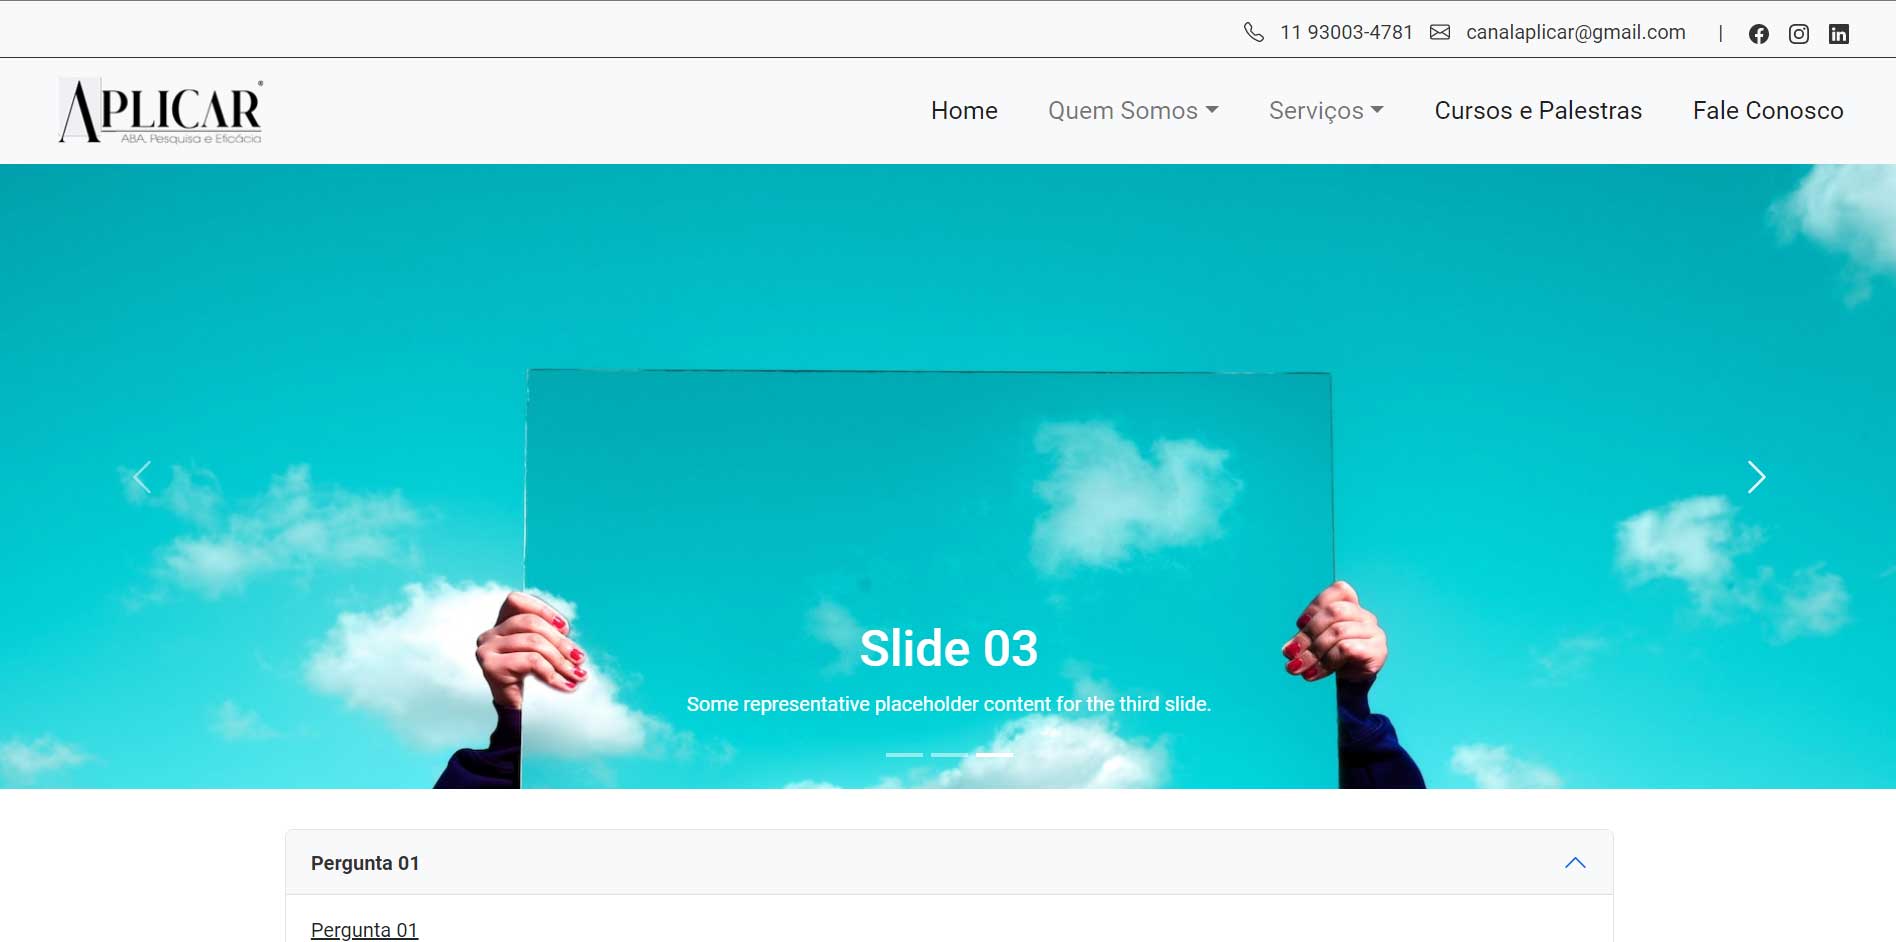 11 93003-4781 canalaplicar@gmail.com |
APLICAR®
ABA, Pesquisa e Eficácia
Home Quem Somos Serviços Cursos e Palestras Fale Conosco
Slide 03
Some representative placeholder content for the third slide.
Pergunta 01
Pergunta 01